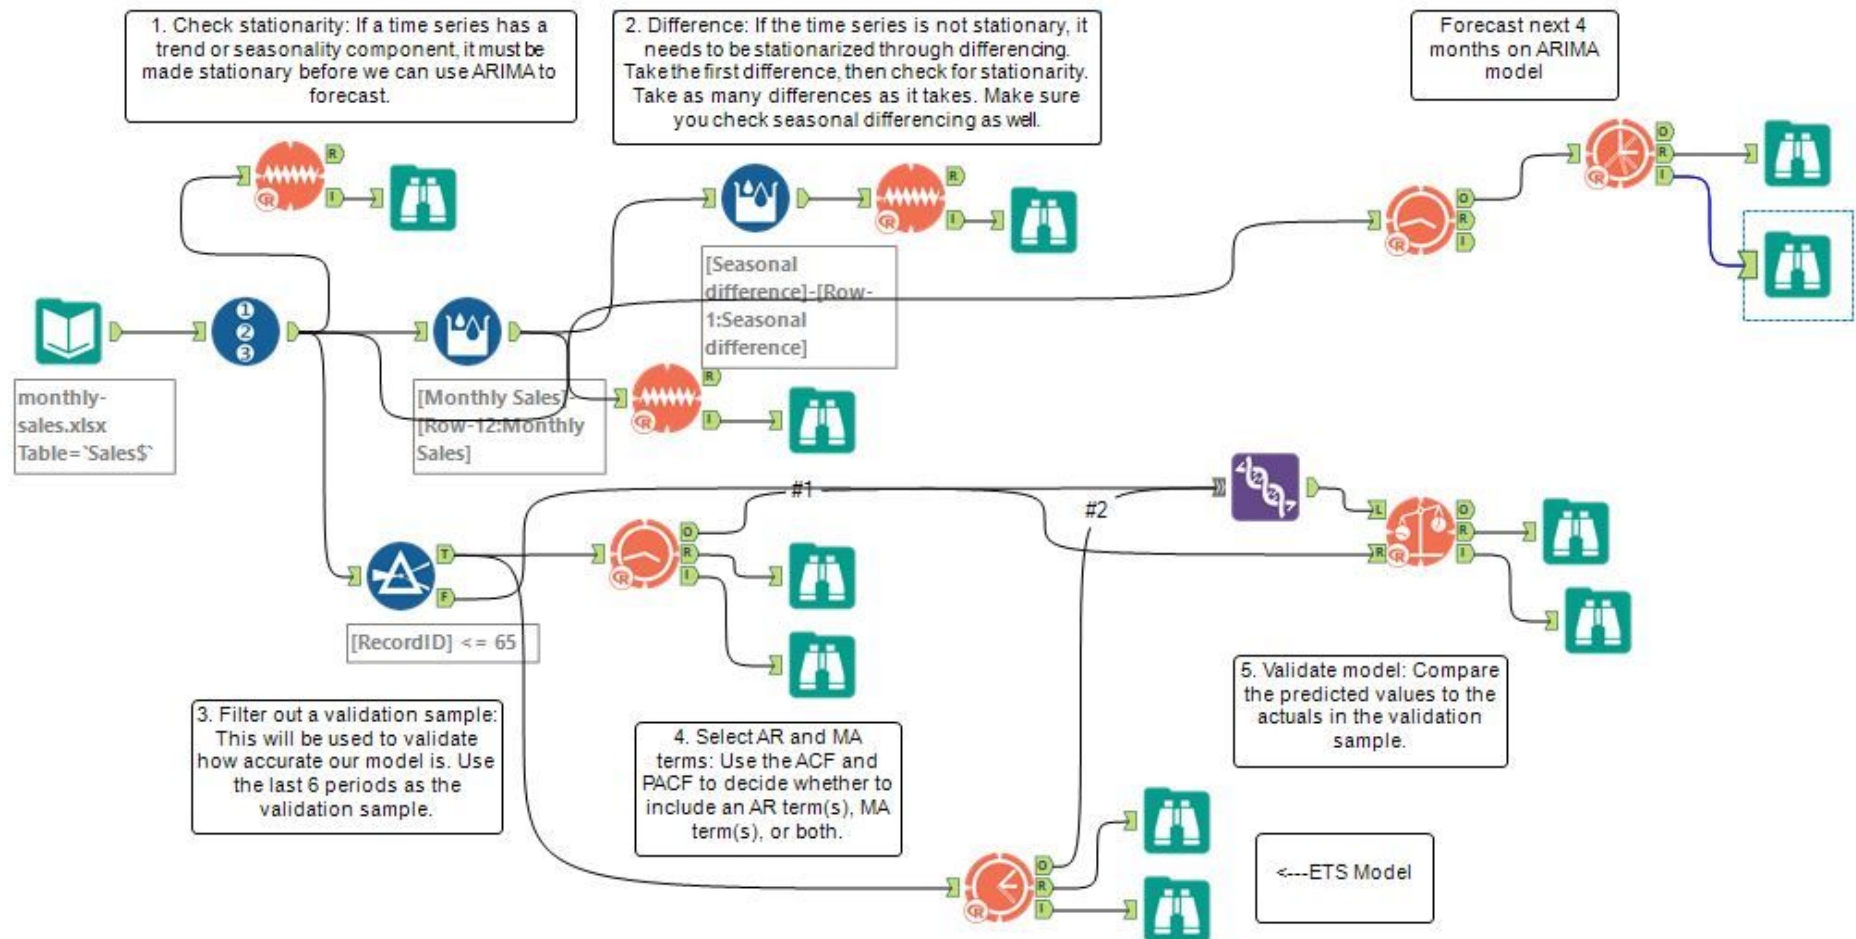 1. Check stationarity: If a time series has a
trend or seasonality component, it must be
made stationary before we can use ARIMA to
forecast.
2. Difference: If the time series is not stationary, it
needs to be stationarized through differencing.
Take the first difference, then check for stationarity.
Take as many differences as it takes. Make sure
you check seasonal differencing as well.
Forecast next 4
months on ARIMA
model
R
I
R
I
O
R
I
O
R
I
[Seasonal
difference]-[Row-
1:Seasonal
difference]
1
2
3
monthly-
sales.xlsx
Table=`Sales$`
[Monthly Sales]-
[Row-12:Monthly
Sales]
R
I
#1
#2
T
F
[RecordID] <= 65
O
R
I
L
R
O
R
I
3. Filter out a validation sample:
This will be used to validate
how accurate our model is. Use
the last 6 periods as the
validation sample.
4. Select AR and MA
terms: Use the ACF and
PACF to decide whether to
include an AR term(s), MA
term(s), or both.
5. Validate model: Compare
the predicted values to the
actuals in the validation
sample.
O
R
I
<---ETS Model